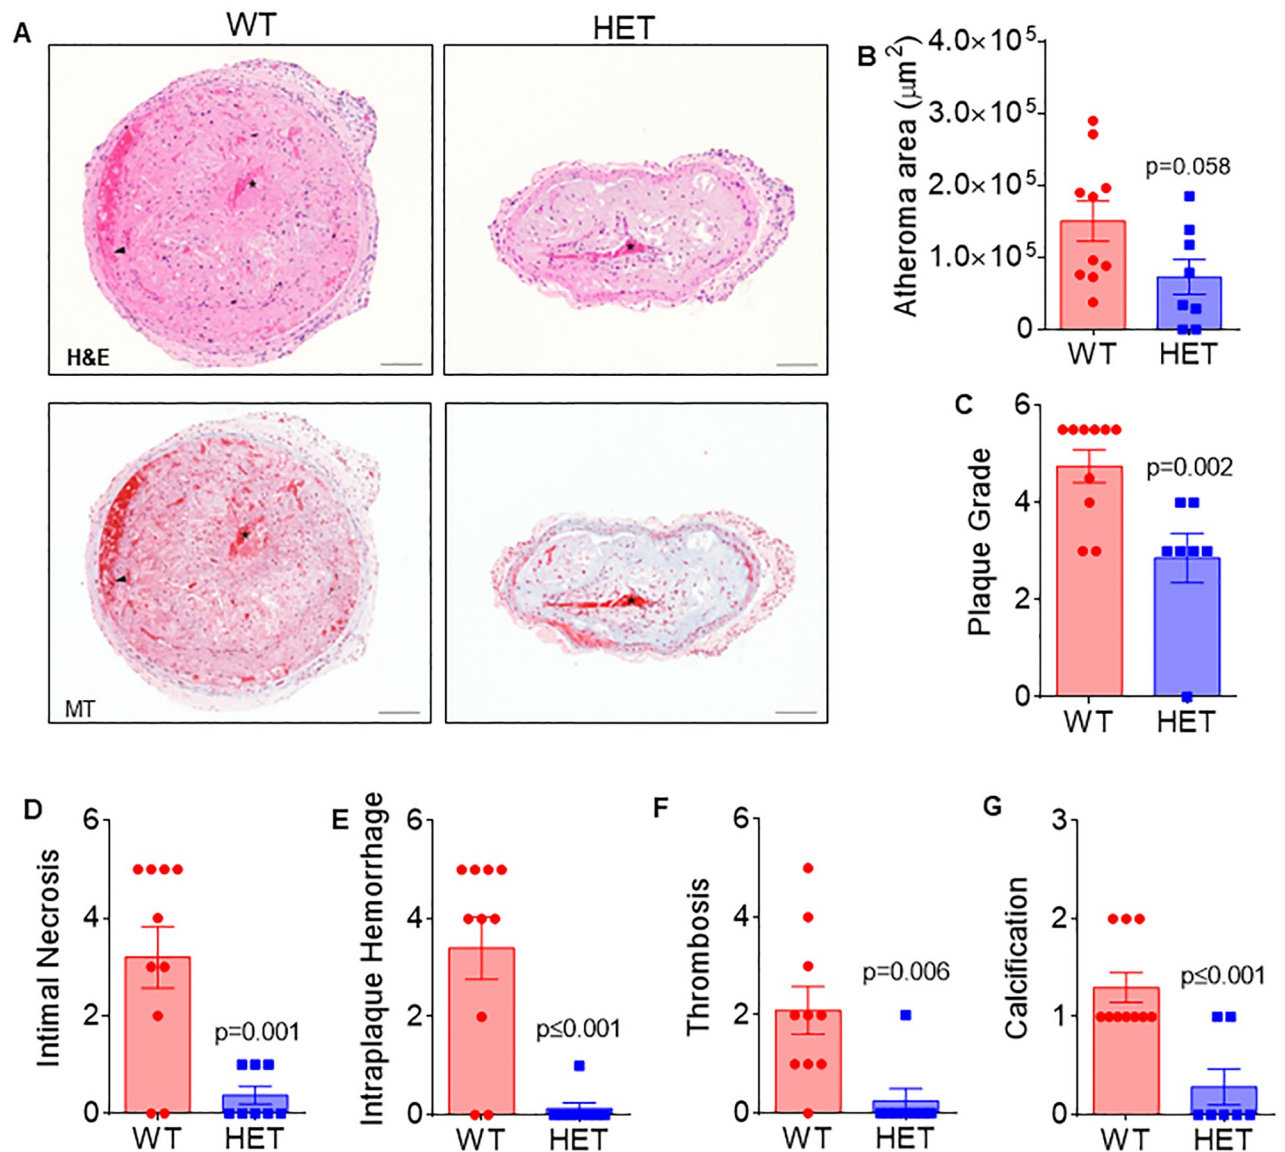 A
WT
HET
H&E
MT
B
Atheroma area (μm²)
4.0×10⁵
3.0×10⁵
2.0×10⁵
1.0×10⁵
0
p=0.058
WT
HET
C
Plaque Grade
6
4
2
0
p=0.002
WT
HET
D
Intimal Necrosis
6
4
2
0
p=0.001
WT
HET
E
Intraplaque Hemorrhage
6
4
2
0
p≤0.001
WT
HET
F
Thrombosis
6
4
2
0
p=0.006
WT
HET
G
Calcification
3
2
1
0
p≤0.001
WT
HET